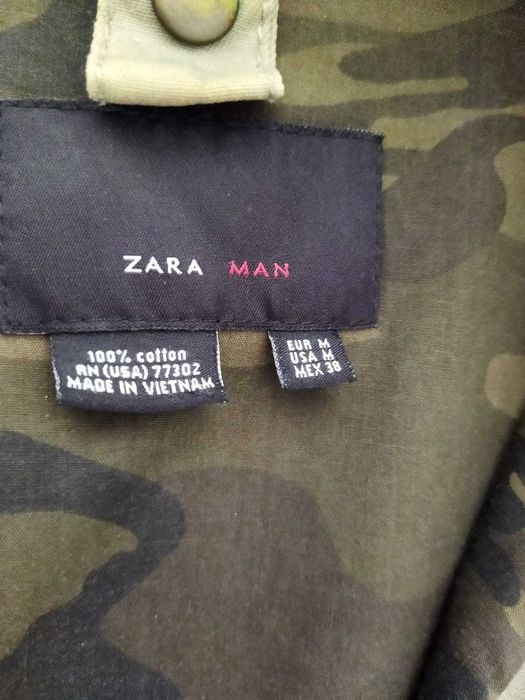 ZARA MAN
100% cotton
RN (USA) 77302
MADE IN VIETNAM
EUR M
USA M
MEX 38